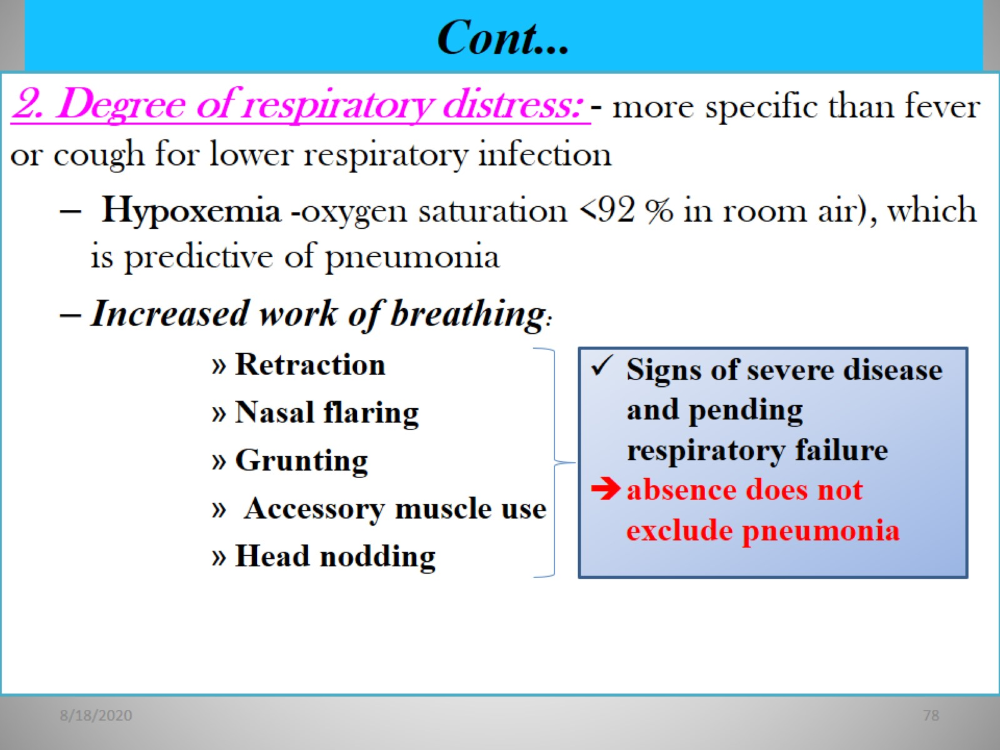 Cont...
2. Degree of respiratory distress: - more specific than fever
or cough for lower respiratory infection
– Hypoxemia -oxygen saturation <92 % in room air), which
is predictive of pneumonia
– Increased work of breathing:
» Retraction
» Nasal flaring
» Grunting
» Accessory muscle use
» Head nodding
✓ Signs of severe disease
and pending
respiratory failure
➔ absence does not
exclude pneumonia
8/18/2020
78